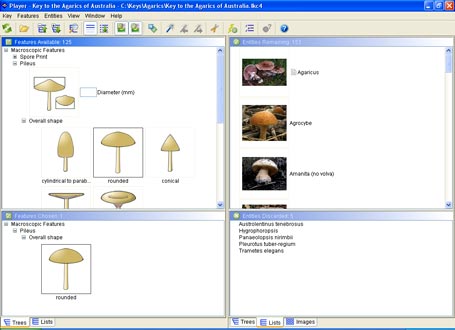 Player - Key to the Agarics of Australia - C:\Keys\Agarics\Key to the Agarics of Australia.lkc4
Key Features Entities View Window Help
Features Available: 125
Macroscopic Features
Spore Print
Pileus
Diameter (mm)
Overall shape
cylindrical to parab...
rounded
conical
Features Chosen: 1
Macroscopic Features
Pileus
Overall shape
rounded
Trees Lists
Entities Remaining:
Agaricus
Agrocybe
Amanita (no volva)
Entities Discarded: 5
Austrolentinus tenebrosus
Hygrophoropsis
Panaeolopsis nirimbii
Pleurotus tuber-regium
Trametes elegans
Trees Lists Images